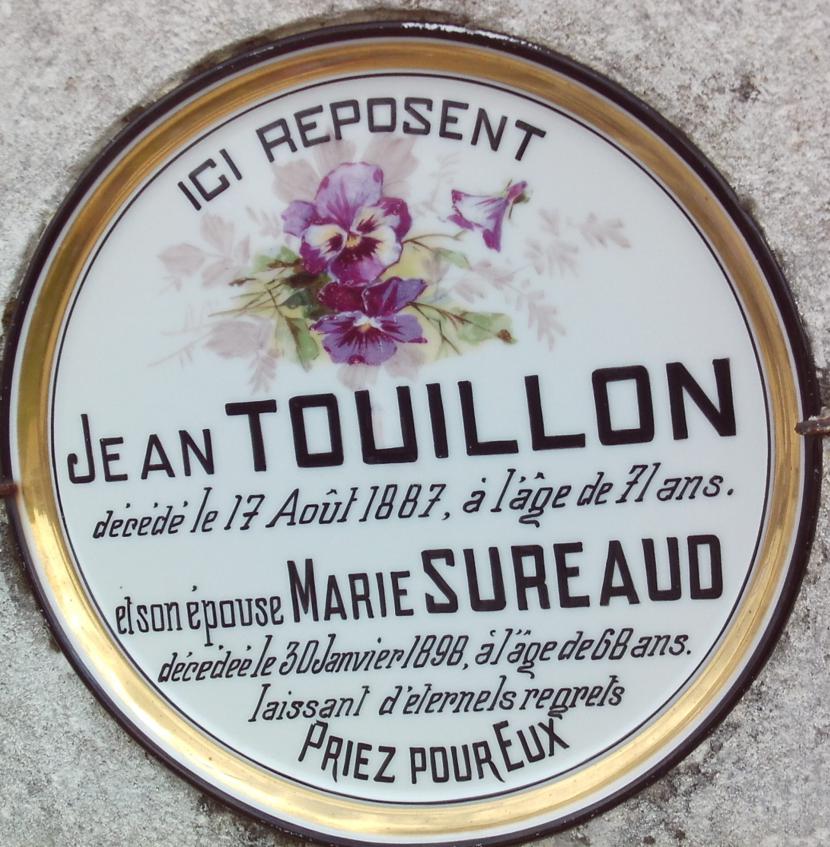 ICI REPOSENT
JEAN TOUILLON
décédé le 17 Août 1887, à l'âge de 71 ans.
et son épouse MARIE SUREAUD
décédeé le 30 Janvier 1898, à l'âge de 68 ans.
laissant d'éternels regrets
PRIEZ POUR EUX